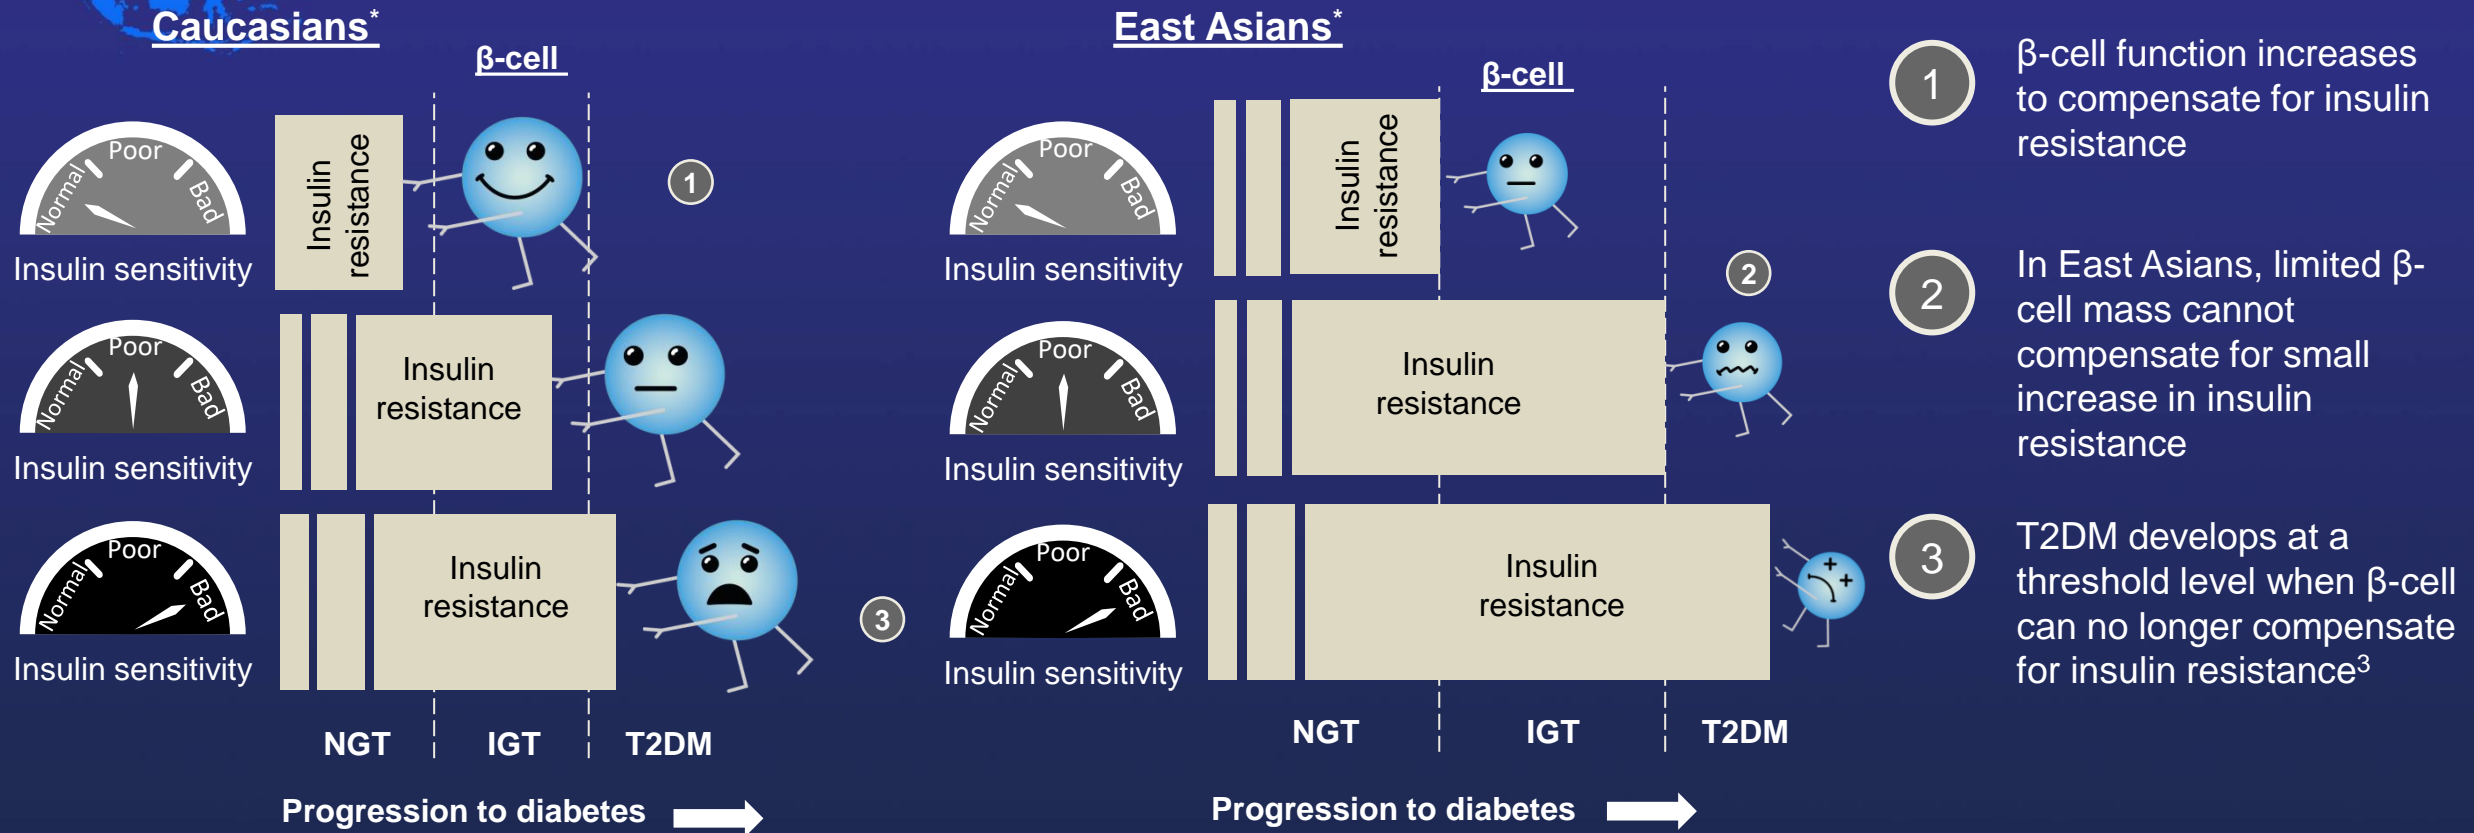 Caucasians*
β-cell
Normal
Poor
Bad
Insulin sensitivity
Insulin
resistance
1
Normal
Poor
Bad
Insulin sensitivity
Insulin
resistance
Normal
Poor
Bad
Insulin sensitivity
Insulin
resistance
3
NGT
IGT
T2DM
Progression to diabetes
East Asians*
β-cell
Normal
Poor
Bad
Insulin sensitivity
Insulin
resistance
2
Normal
Poor
Bad
Insulin sensitivity
Insulin
resistance
Normal
Poor
Bad
Insulin sensitivity
Insulin
resistance
NGT
IGT
T2DM
Progression to diabetes
1
β-cell function increases
to compensate for insulin
resistance
2
In East Asians, limited β-
cell mass cannot
compensate for small
increase in insulin
resistance
3
T2DM develops at a
threshold level when β-cell
can no longer compensate
for insulin resistance³